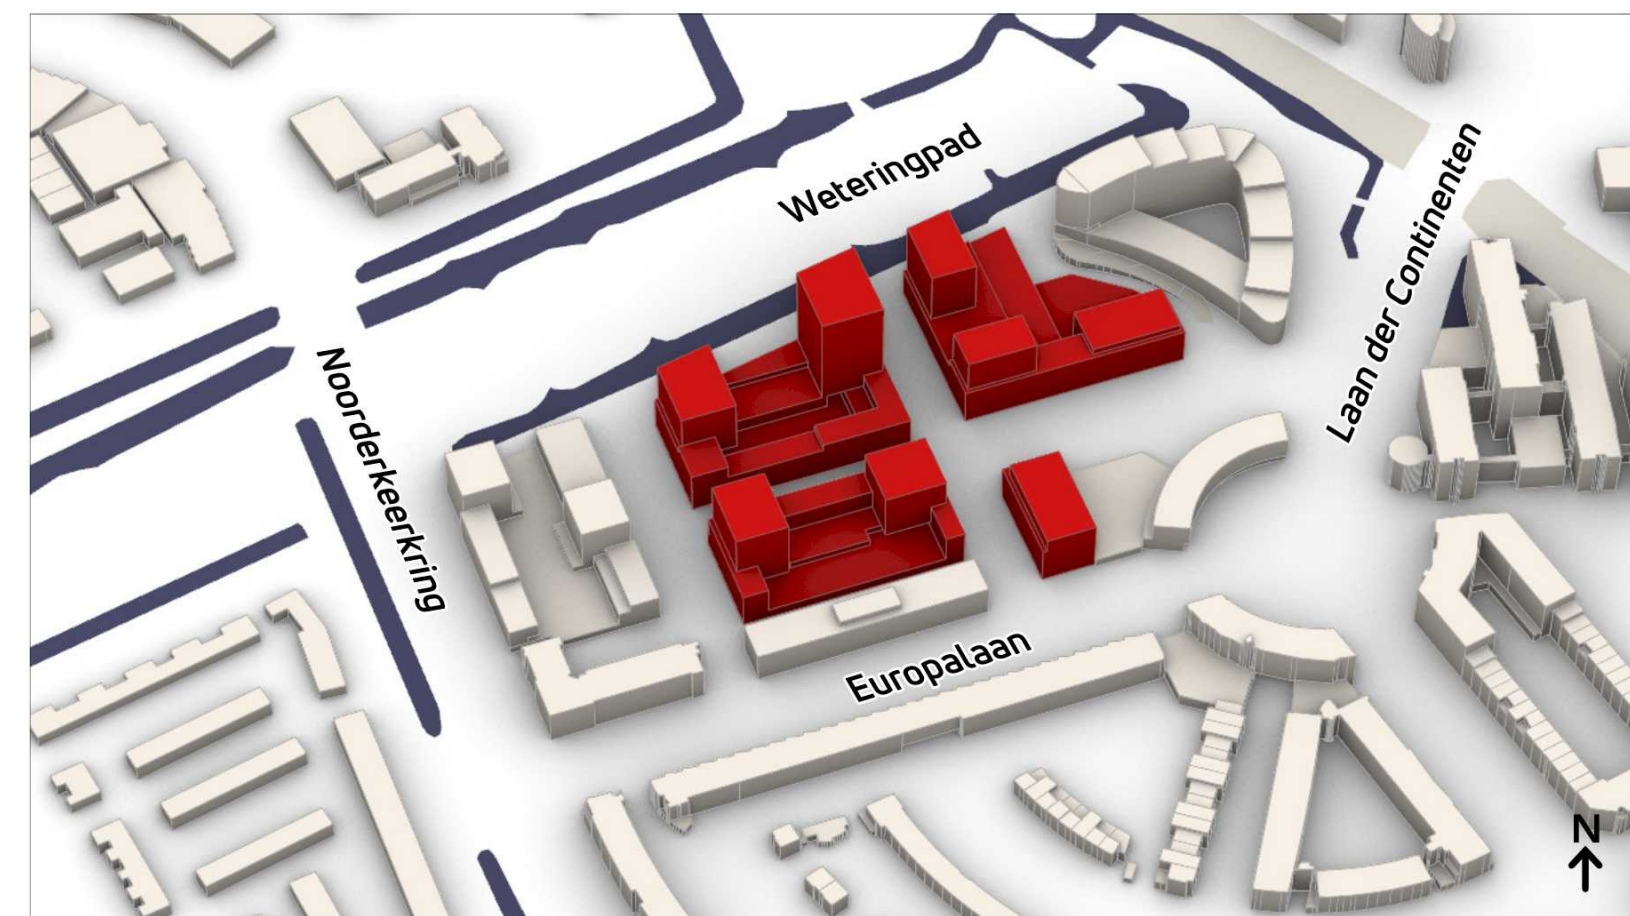 Weteringpad
Laan der Continenten
Noorderkeerkring
Europalaan
N